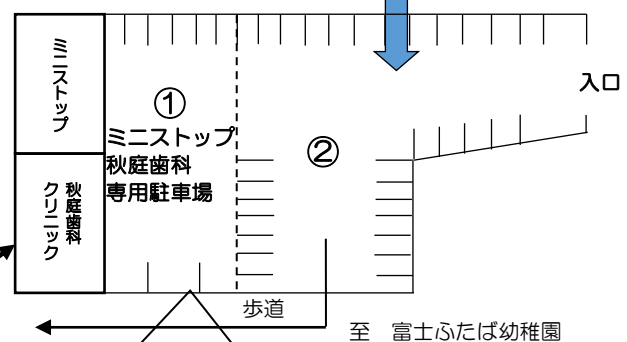 ミニストップ
①
ミニストップ
秋庭歯科
専用駐車場
②
入口
秋庭歯科
クリニック
歩道
至　富士ふたば幼稚園